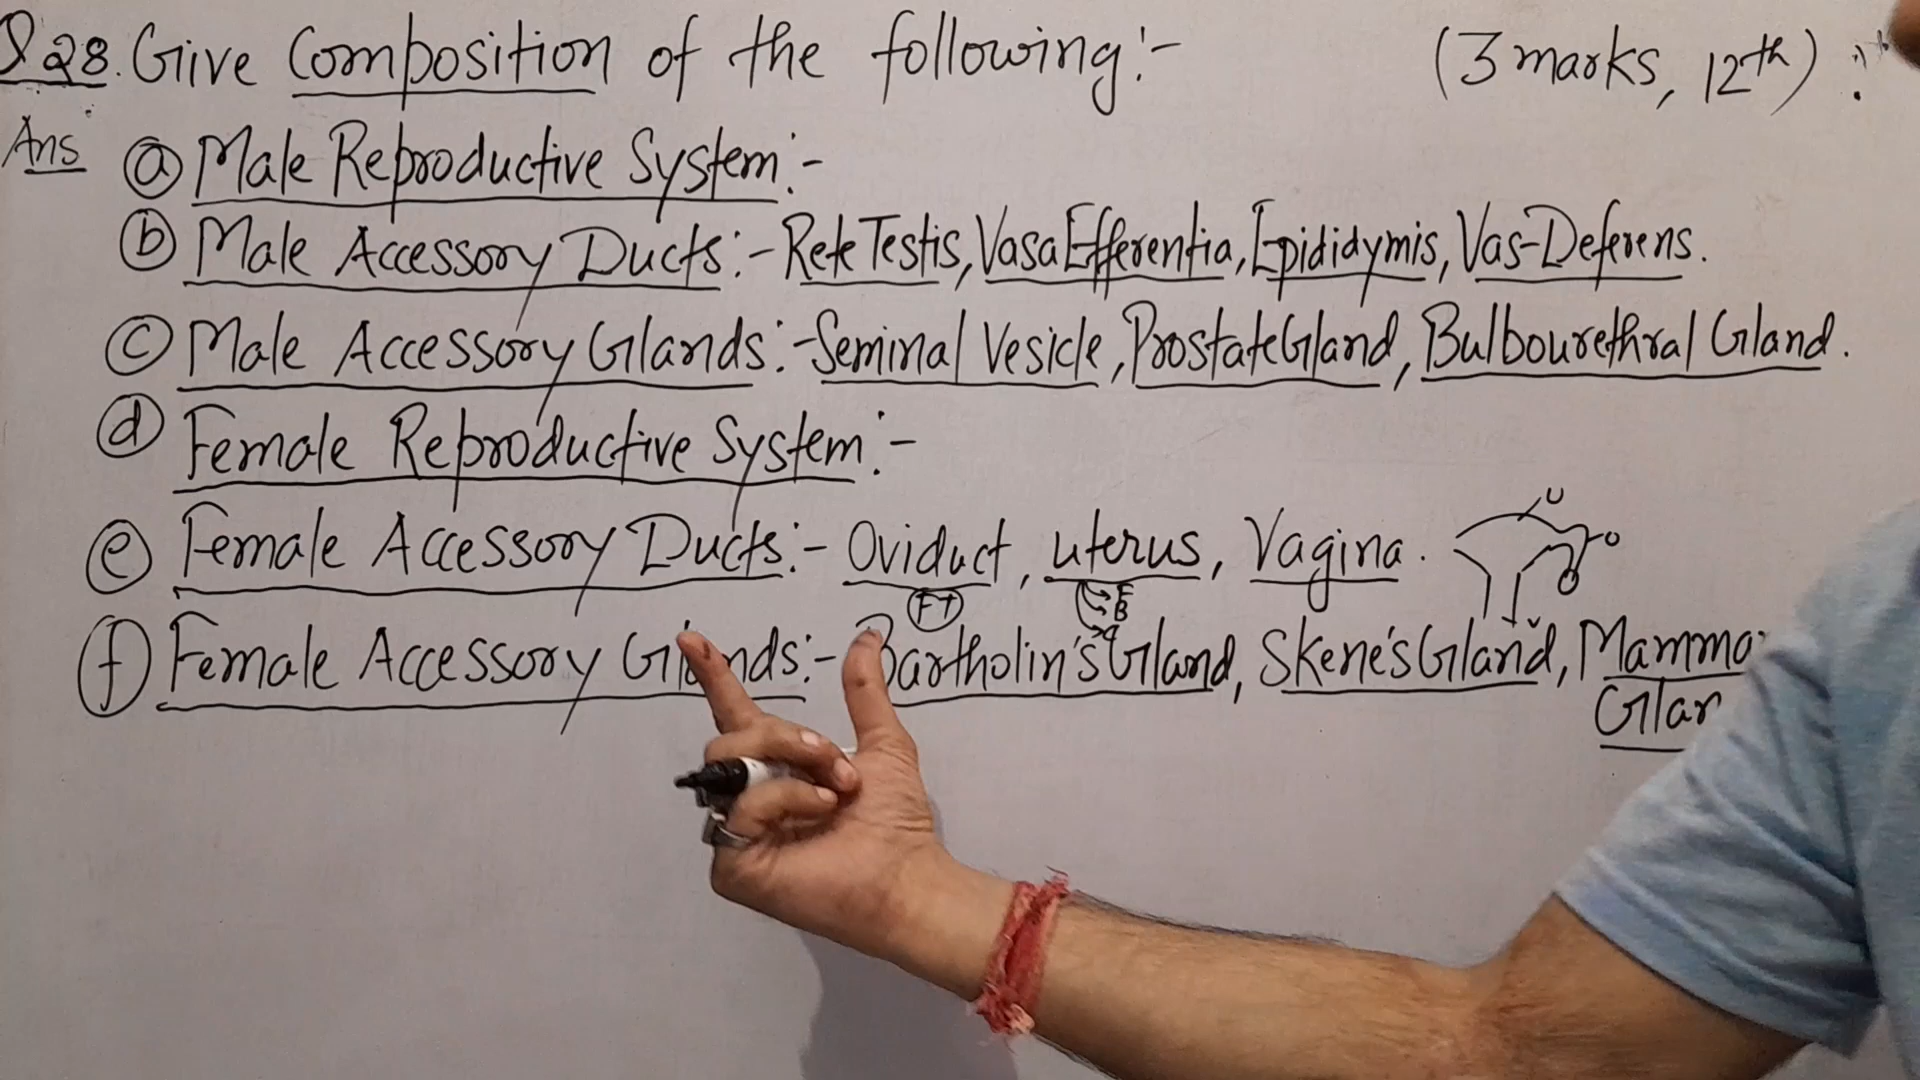 Q28. Give Composition of the following:- (3 marks, 12th)
Ans (a) Male Reproductive System:-
(b) Male Accessory Ducts:- Rete Testis, Vasa Efferentia, Epididymis, Vas-Deferens.
(c) Male Accessory Glands:- Seminal Vesicle, Prostate Gland, Bulbourethral Gland.
(d) Female Reproductive System:-
(e) Female Accessory Ducts:- Oviduct, uterus, Vagina.
U
O
FT
F
B
(f) Female Accessory Glands:- Bartholin's Gland, Skene's Gland,